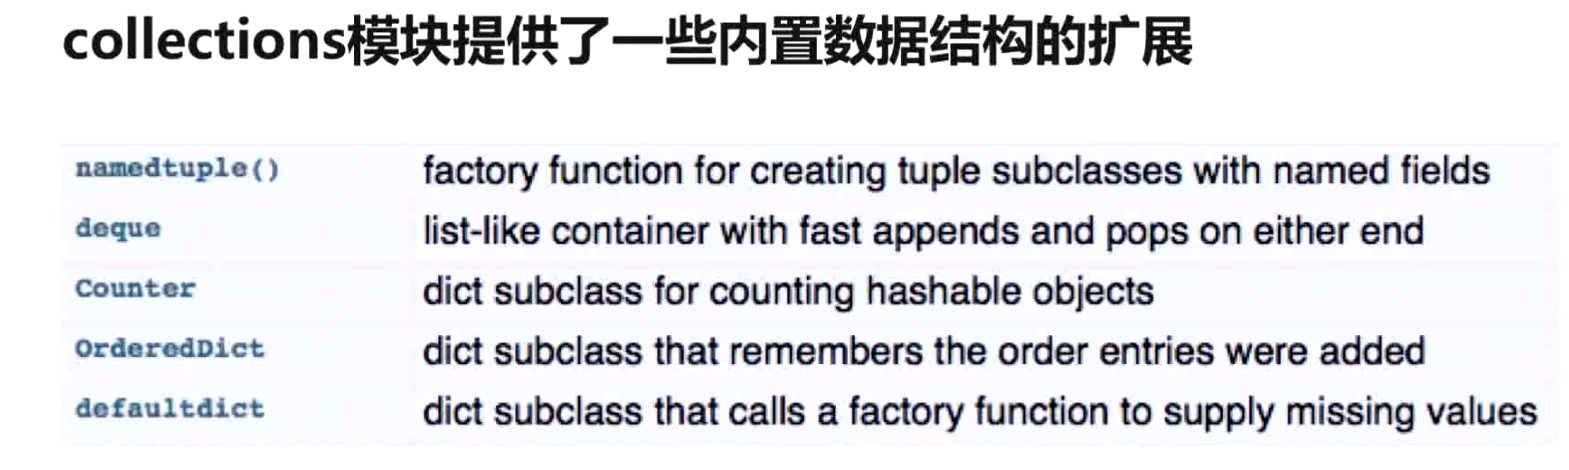 collections模块提供了一些内置数据结构的扩展
namedtuple() factory function for creating tuple subclasses with named fields
deque list-like container with fast appends and pops on either end
Counter dict subclass for counting hashable objects
OrderedDict dict subclass that remembers the order entries were added
defaultdict dict subclass that calls a factory function to supply missing values